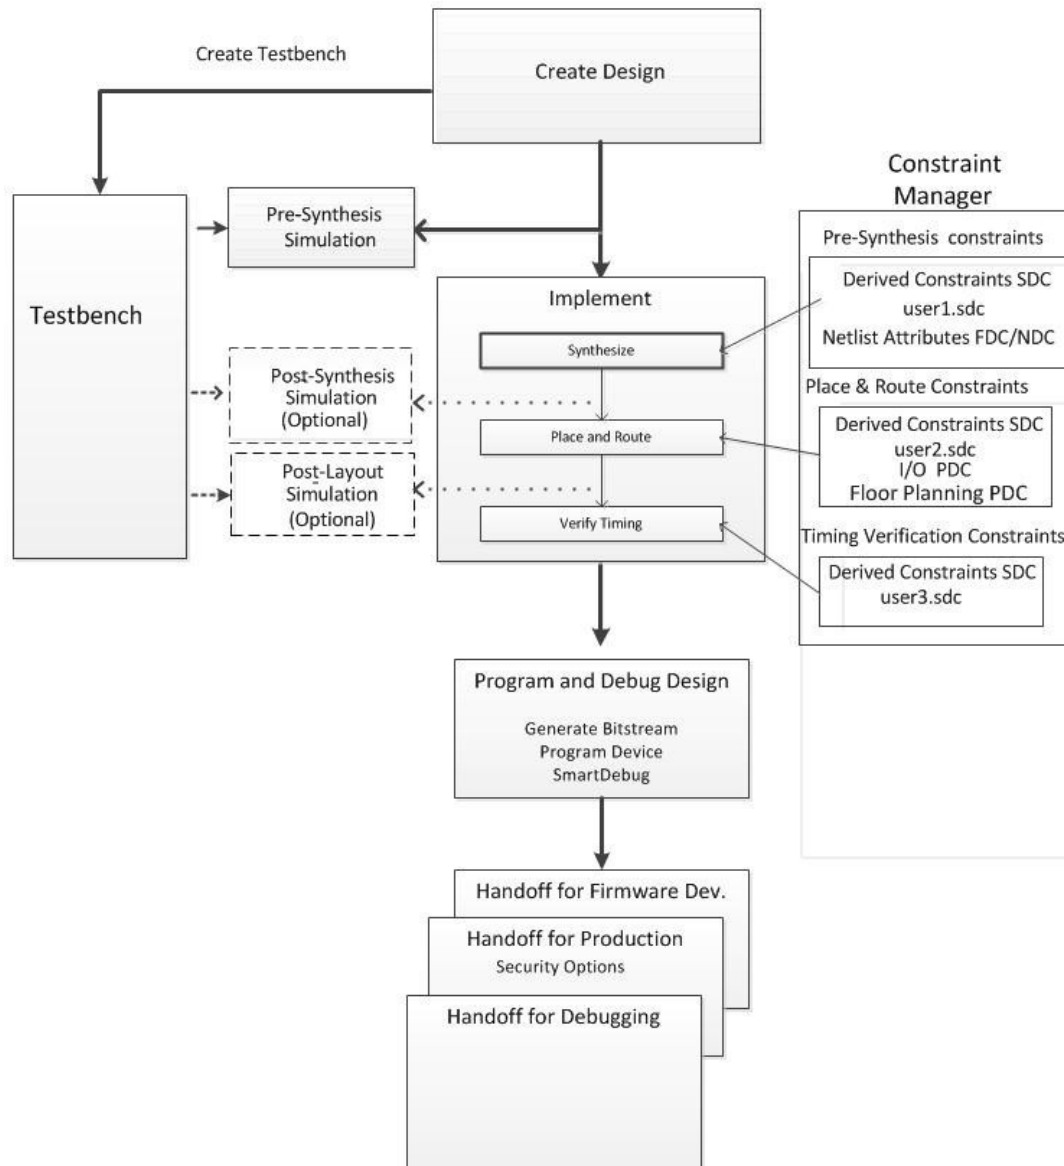 Create Testbench
Create Design
Constraint
Manager
Pre-Synthesis
Simulation
Pre-Synthesis constraints
Derived Constraints SDC
user1.sdc
Netlist Attributes FDC/NDC
Testbench
Implement
Synthesize
Post-Synthesis
Simulation
(Optional)
Place & Route Constraints
Derived Constraints SDC
user2.sdc
I/O PDC
Floor Planning PDC
Place and Route
Post-Layout
Simulation
(Optional)
Verify Timing
Timing Verification Constraints
Derived Constraints SDC
user3.sdc
Program and Debug Design
Generate Bitstream
Program Device
SmartDebug
Handoff for Firmware Dev.
Handoff for Production
Security Options
Handoff for Debugging